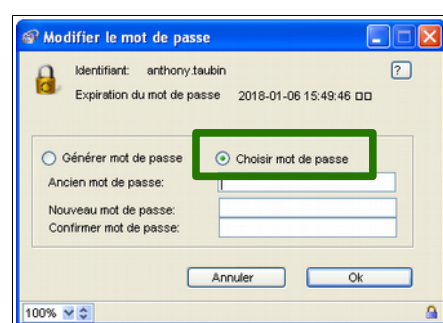 Modifier le mot de passe
Identifiant: anthony.taubin
?
Expiration du mot de passe 2018-01-06 15:49:46
Générer mot de passe Choisir mot de passe
Ancien mot de passe:
Nouveau mot de passe:
Confirmer mot de passe:
Annuler Ok
100%